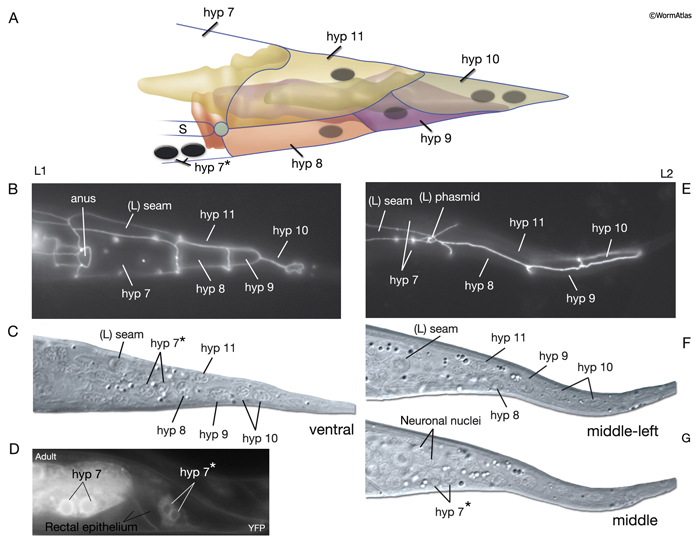 A
©WormAtlas
hyp 7
hyp 11
hyp 10
S
hyp 7*
hyp 8
hyp 9
L1
L2
B
anus
(L) seam
hyp 11
hyp 10
hyp 7
hyp 8
hyp 9
E
(L) seam
(L) phasmid
hyp 11
hyp 10
hyp 7
hyp 8
hyp 9
C
(L) seam
hyp 7*
hyp 11
hyp 8
hyp 9
hyp 10
ventral
F
(L) seam
hyp 11
hyp 9
hyp 10
hyp 8
middle-left
D
Adult
hyp 7
hyp 7*
Rectal epithelium
YFP
G
Neuronal nuclei
hyp 7*
middle